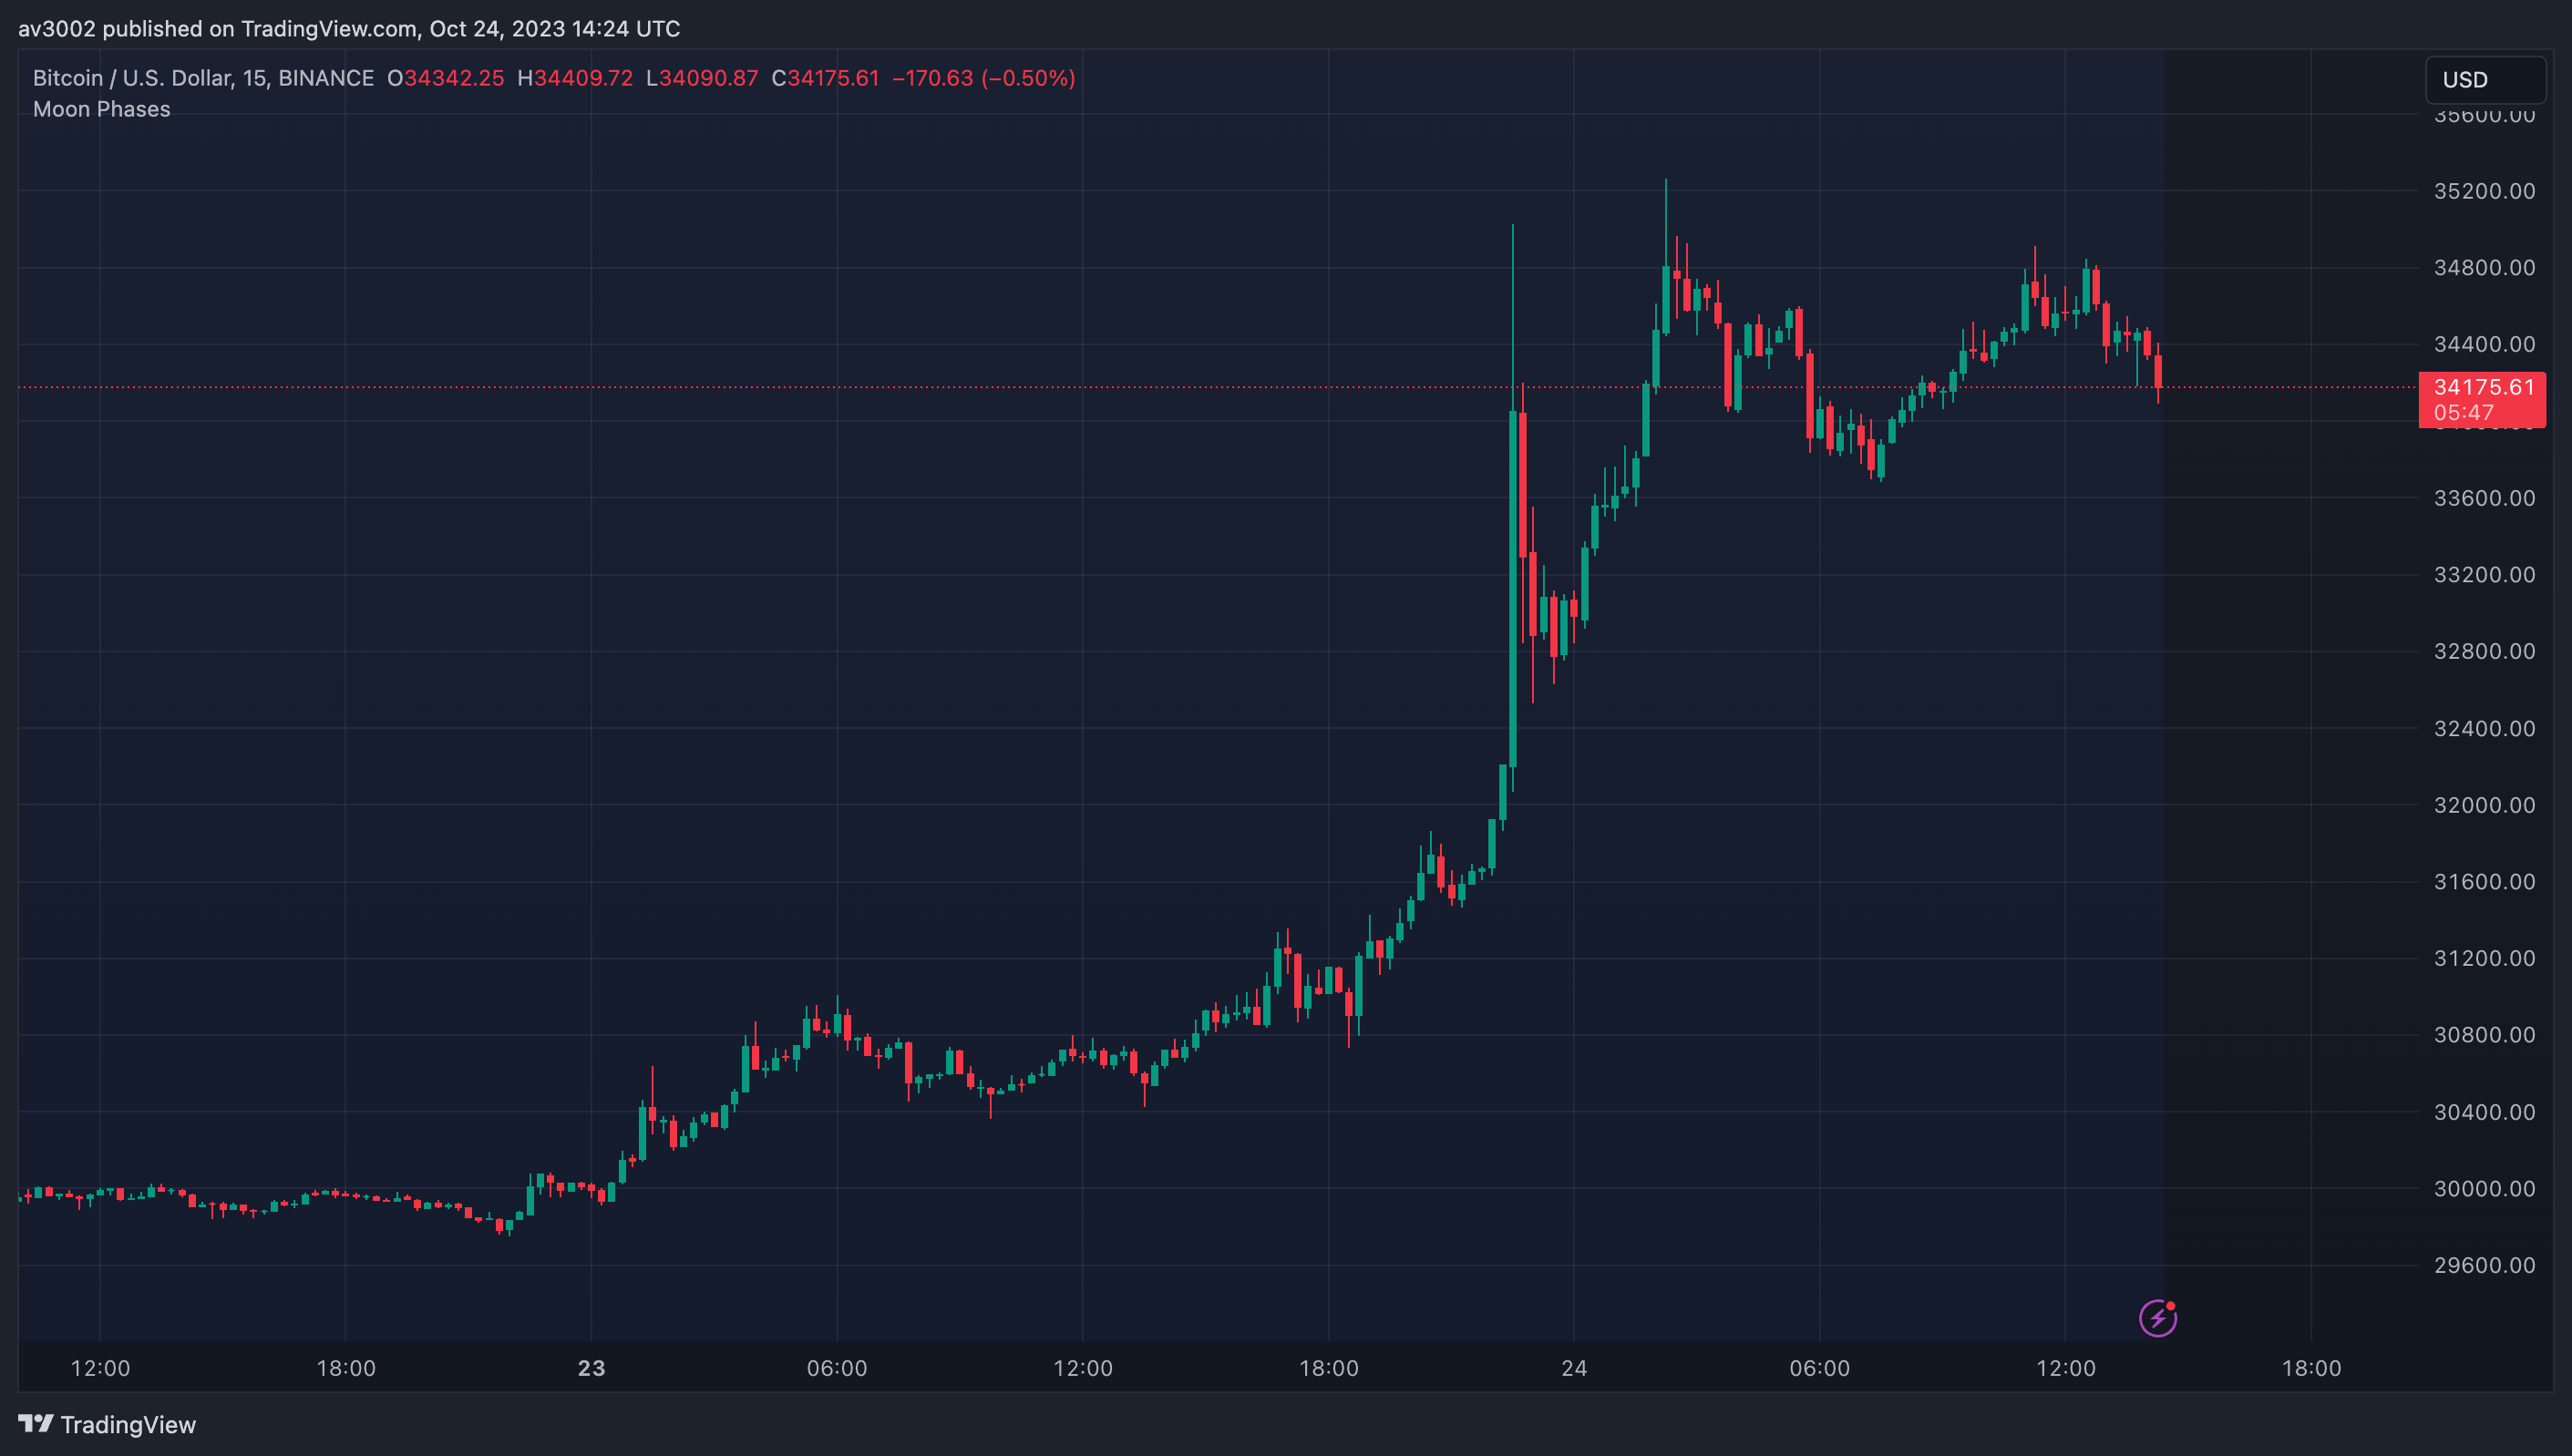 av3002 published on TradingView.com, Oct 24, 2023 14:24 UTC
Bitcoin / U.S. Dollar, 15, BINANCE O34342.25 H34409.72 L34090.87 C34175.61 −170.63 (−0.50%)
Moon Phases
USD
35600.00
35200.00
34800.00
34400.00
34175.61
05:47
33600.00
33200.00
32800.00
32400.00
32000.00
31600.00
31200.00
30800.00
30400.00
30000.00
29600.00
12:00 18:00 23 06:00 12:00 18:00 24 06:00 12:00 18:00
TradingView